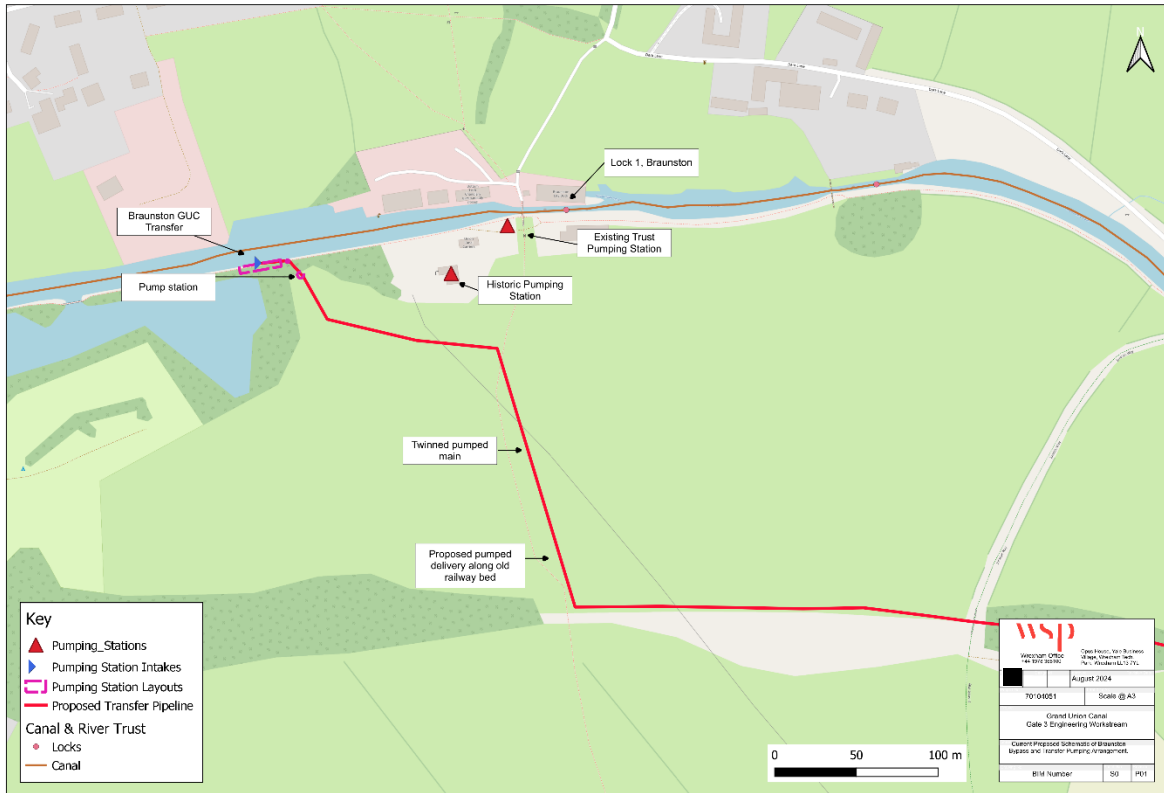 N
Lock 1, Braunston
Braunston GUC
Transfer
Existing Trust
Pumping Station
Pump station
Historic Pumping
Station
Twinned pumped
main
Proposed pumped
delivery along old
railway bed
Key
Pumping_Stations
Pumping Station Intakes
Pumping Station Layouts
Proposed Transfer Pipeline
Canal & River Trust
Locks
Canal
0 50 100 m
wsp
Wrexham Office
August 2024
70104051 Scale @ A3
Grand Union Canal
Gate 3 Engineering Workstream
Current Proposed Schematic of Braunston
Bypass and Transfer Pumping Arrangement.
BIM Number S0 P01